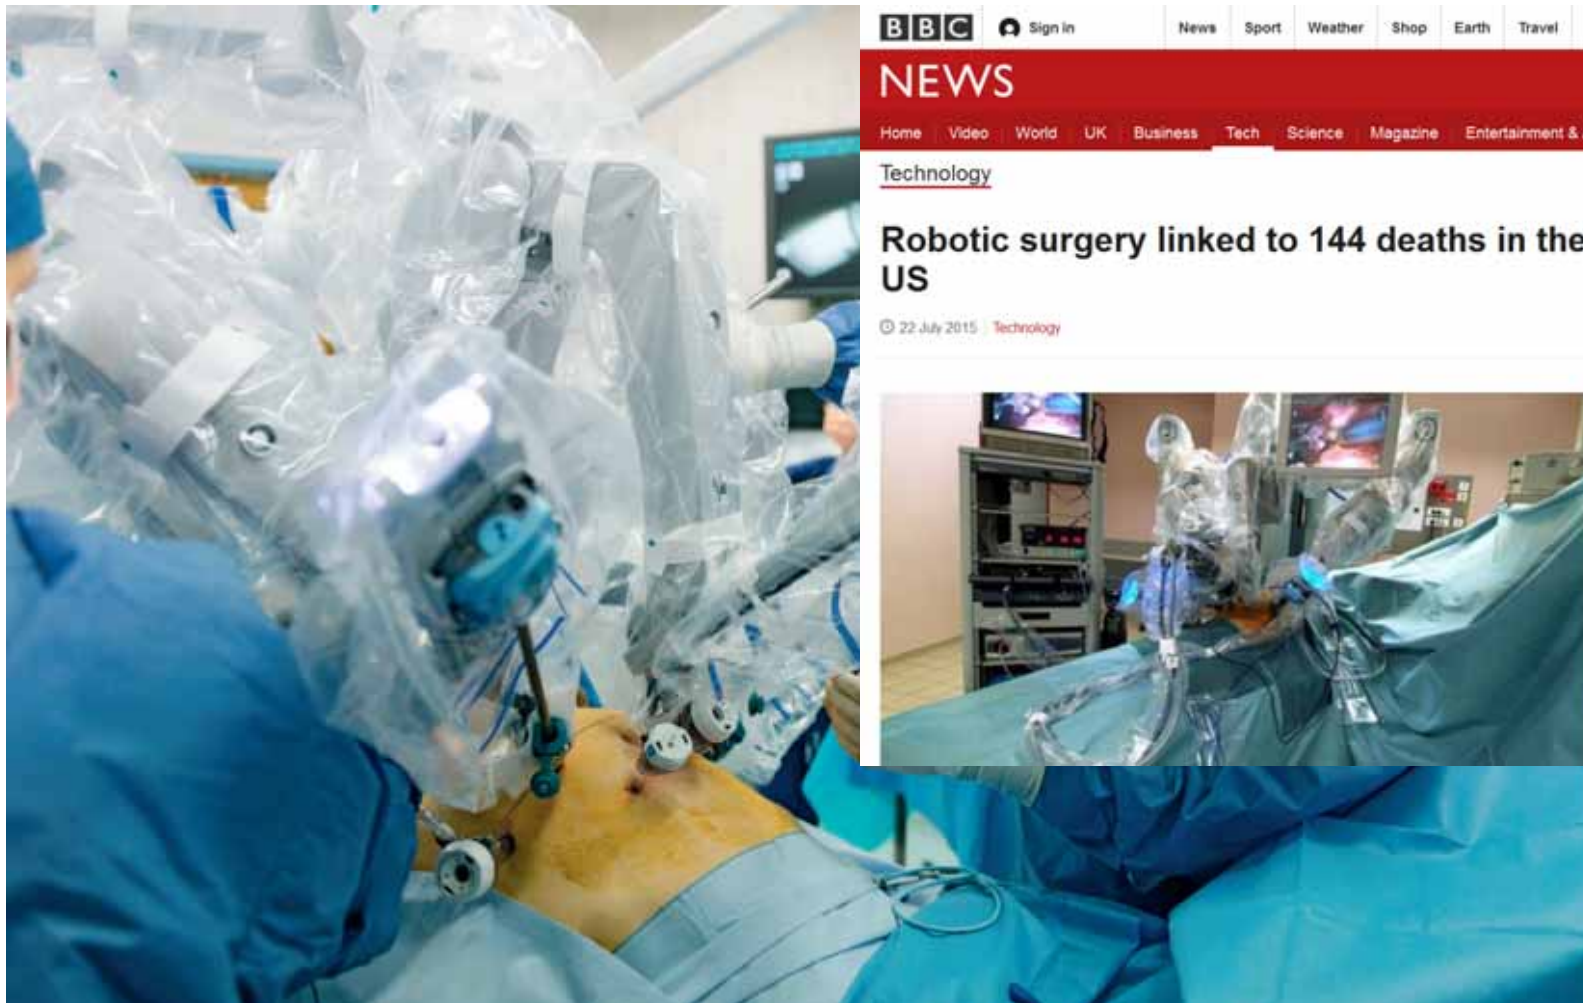 BBC Sign in News Sport Weather Shop Earth Travel
NEWS
Home Video World UK Business Tech Science Magazine Entertainment &
Technology
Robotic surgery linked to 144 deaths in the
US
22 July 2015 Technology